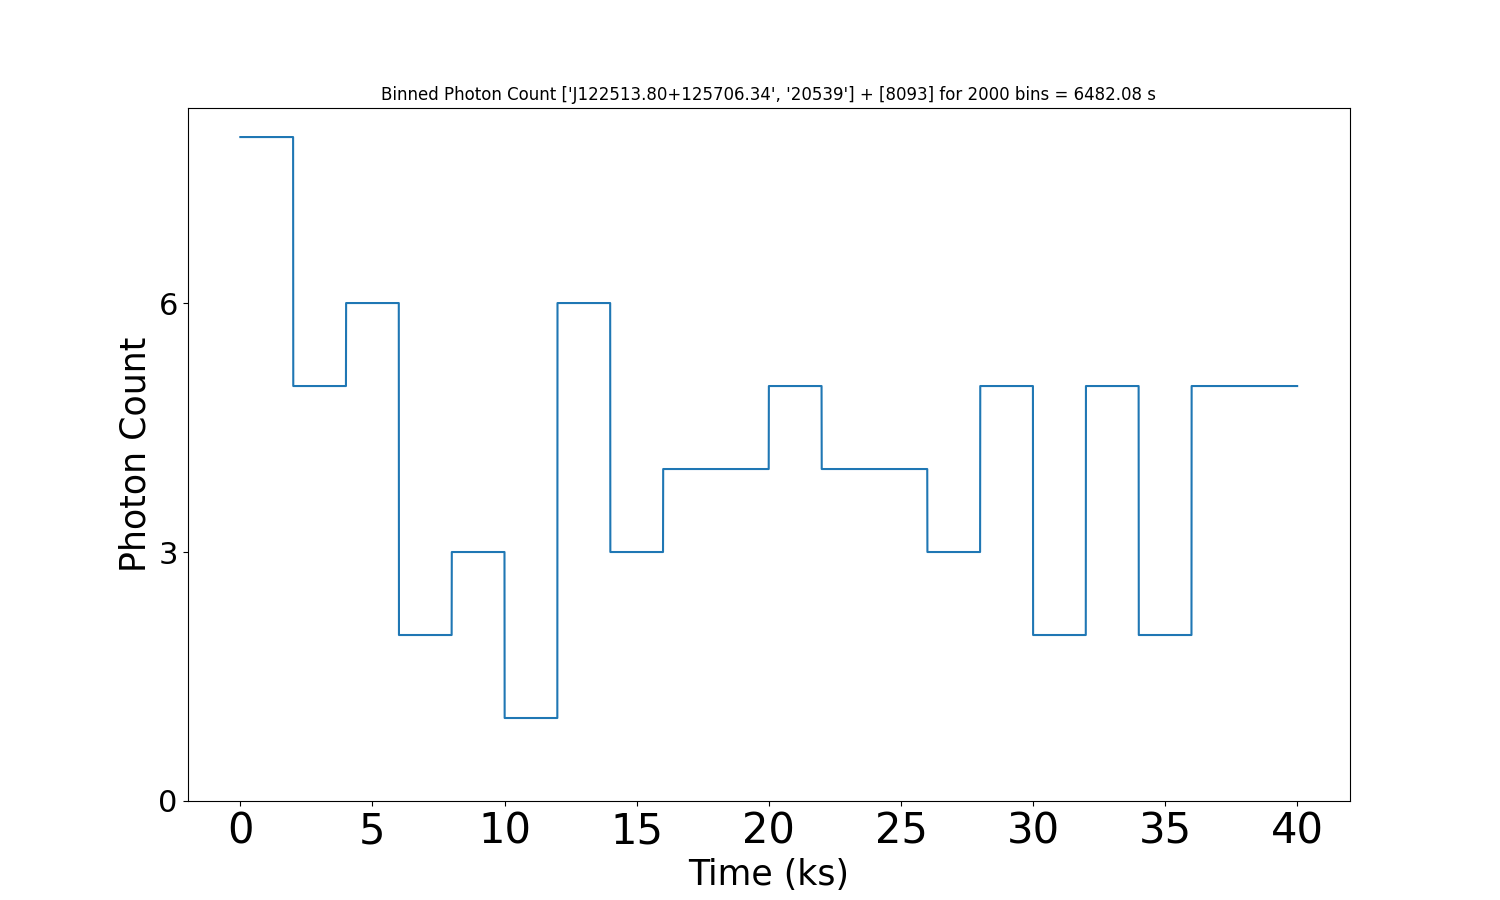 Binned Photon Count ['J122513.80+125706.34', '20539'] + [8093] for 2000 bins = 6482.08 s
6
3
0
Photon Count
0 5 10 15 20 25 30 35 40
Time (ks)